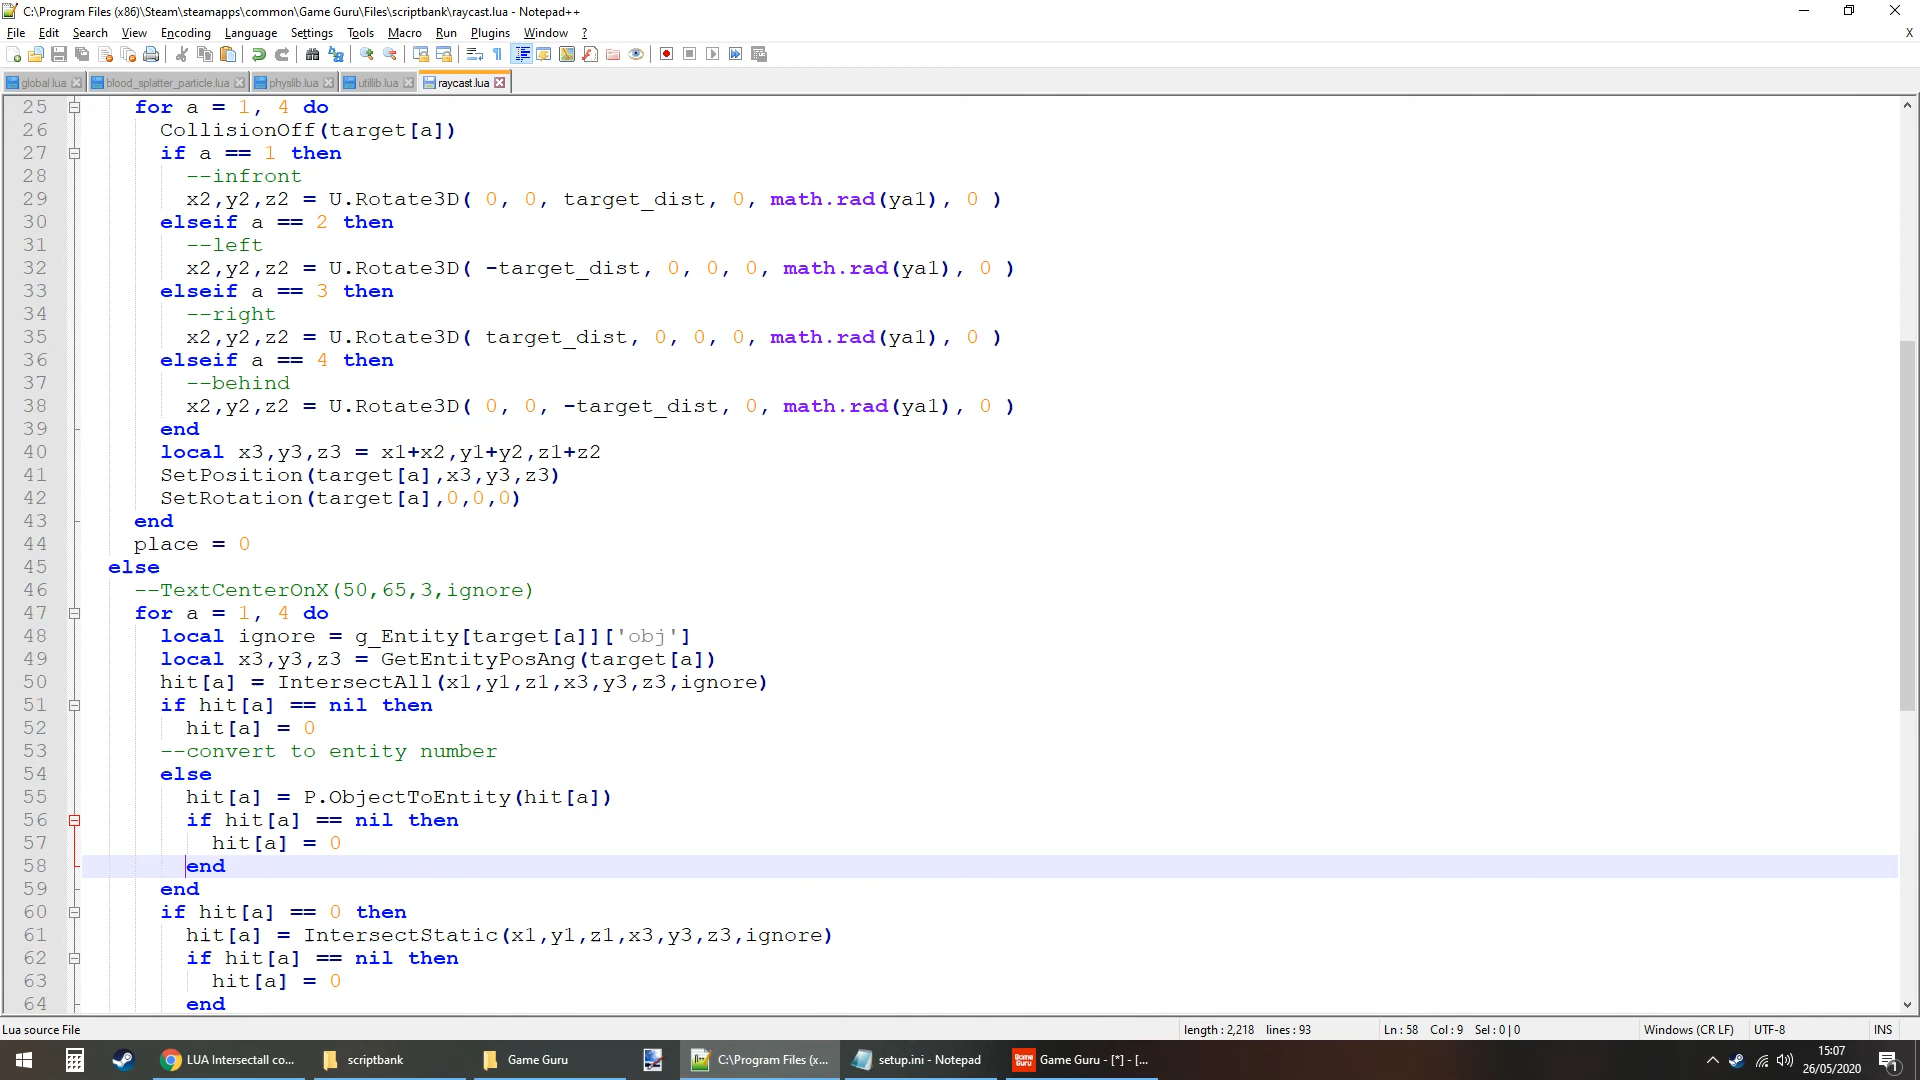 C:\Program Files (x86)\Steam\steamapps\common\Game Guru\Files\scriptbank\raycast.lua - Notepad++
File Edit Search View Encoding Language Settings Tools Macro Run Plugins Window ? X
global.lua blood_splatter_particle.lua physlib.lua utillib.lua raycast.lua
25 for a = 1, 4 do
26 CollisionOff(target[a])
27 if a == 1 then
28 --infront
29 x2,y2,z2 = U.Rotate3D( 0, 0, target_dist, 0, math.rad(ya1), 0 )
30 elseif a == 2 then
31 --left
32 x2,y2,z2 = U.Rotate3D( -target_dist, 0, 0, 0, math.rad(ya1), 0 )
33 elseif a == 3 then
34 --right
35 x2,y2,z2 = U.Rotate3D( target_dist, 0, 0, 0, math.rad(ya1), 0 )
36 elseif a == 4 then
37 --behind
38 x2,y2,z2 = U.Rotate3D( 0, 0, -target_dist, 0, math.rad(ya1), 0 )
39 end
40 local x3,y3,z3 = x1+x2,y1+y2,z1+z2
41 SetPosition(target[a],x3,y3,z3)
42 SetRotation(target[a],0,0,0)
43 end
44 place = 0
45 else
46 --TextCenterOnX(50,65,3,ignore)
47 for a = 1, 4 do
48 local ignore = g_Entity[target[a]]['obj']
49 local x3,y3,z3 = GetEntityPosAng(target[a])
50 hit[a] = IntersectAll(x1,y1,z1,x3,y3,z3,ignore)
51 if hit[a] == nil then
52 hit[a] = 0
53 --convert to entity number
54 else
55 hit[a] = P.ObjectToEntity(hit[a])
56 if hit[a] == nil then
57 hit[a] = 0
58 end
59 end
60 if hit[a] == 0 then
61 hit[a] = IntersectStatic(x1,y1,z1,x3,y3,z3,ignore)
62 if hit[a] == nil then
63 hit[a] = 0
64 end
Lua source File length : 2,218 lines : 93 Ln : 58 Col : 9 Sel : 0 | 0 Windows (CR LF) UTF-8 INS
LUA Intersectall co... scriptbank Game Guru C:\Program Files (x... setup.ini - Notepad Game Guru - [*] - [... 15:07
26/05/2020